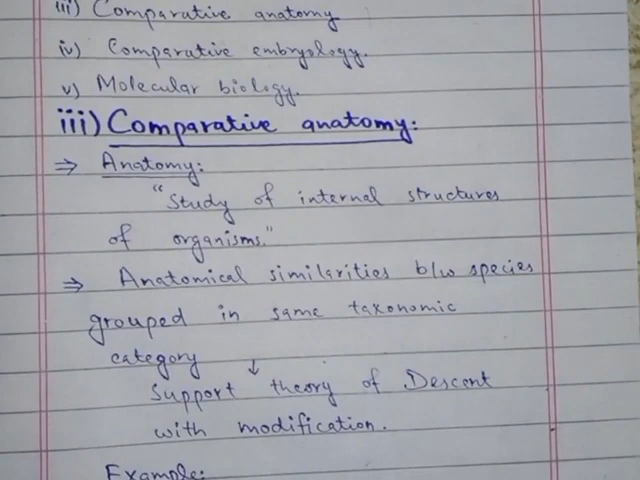 iii) Comparative anatomy
iv) Comparative embryology.
v) Molecular biology.
iii) Comparative anatomy:
⇒ Anatomy:
"Study of internal structures
of organisms."
⇒ Anatomical similarities b/w species
grouped in same taxonomic
category ↓
support theory of Descent
with modification.
Example: